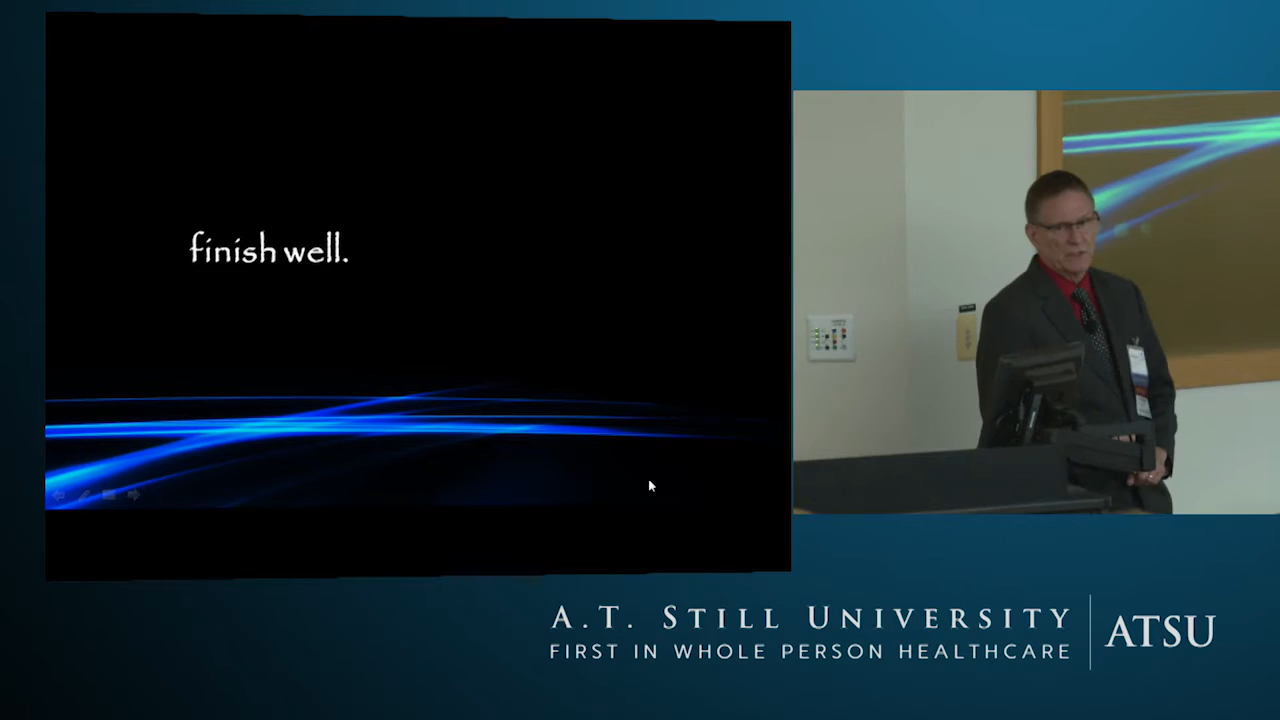 finish well.
A.T. STILL UNIVERSITY
FIRST IN WHOLE PERSON HEALTHCARE
ATSU